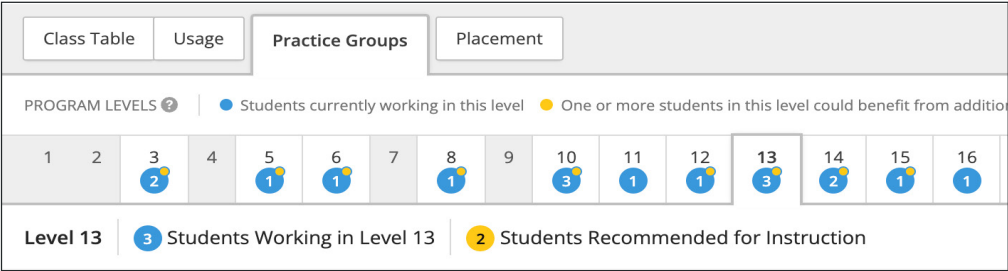 Class Table Usage Practice Groups Placement
PROGRAM LEVELS ? Students currently working in this level One or more students in this level could benefit from
1 2 3 4 5 6 7 8 9 10 11 12 13 14 15 16
2 1 1 1 3 1 1 3 2 1 1
Level 13 3 Students Working in Level 13 2 Students Recommended for Instruction